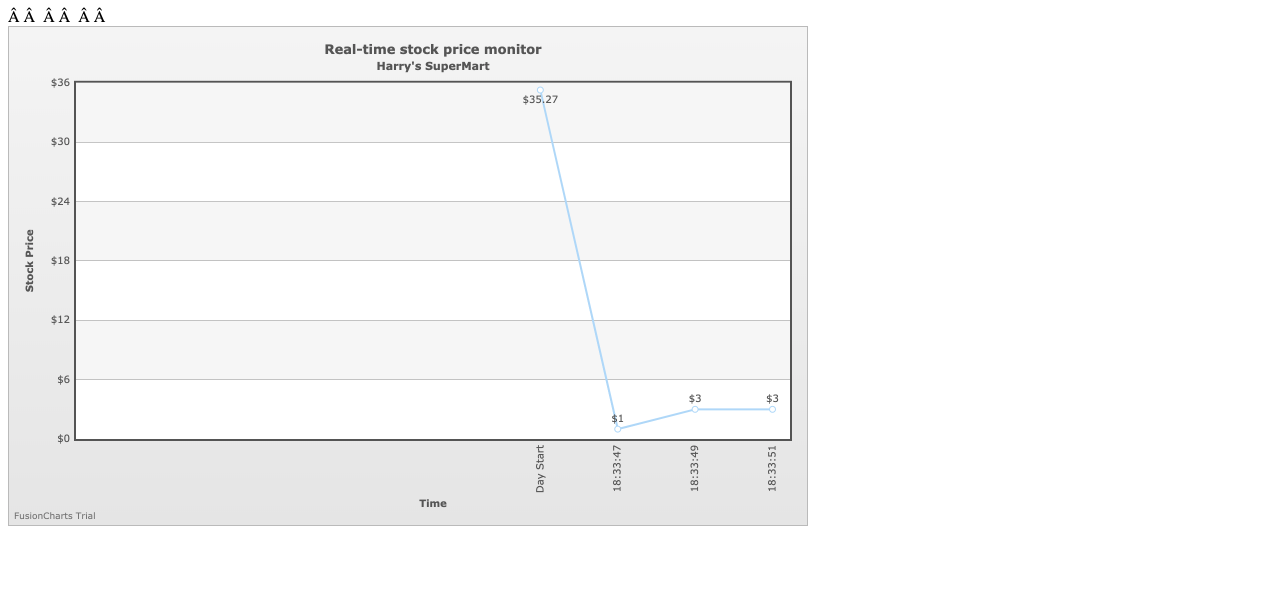 Â Â  Â Â  Â Â
Real-time stock price monitor
Harry's SuperMart
$36
$30
$24
$18
$12
$6
$0
Stock Price
$35.27
$1
$3
$3
Day Start
18:33:47
18:33:49
18:33:51
Time
FusionCharts Trial